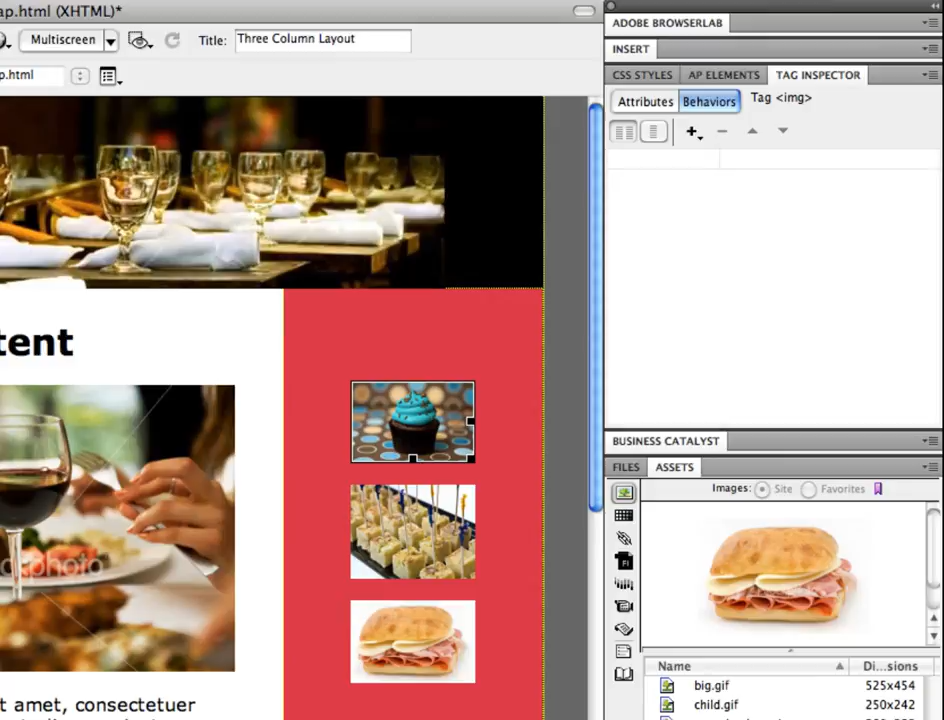 ap.html (XHTML)*
Multiscreen
Title: Three Column Layout
p.html
tent
ockphoto
t amet, consectetuer
ADOBE BROWSERLAB
INSERT
CSS STYLES AP ELEMENTS TAG INSPECTOR
Attributes Behaviors Tag <img>
BUSINESS CATALYST
FILES ASSETS
Images: Site Favorites
Name Di...sions
big.gif 525x454
child.gif 250x242